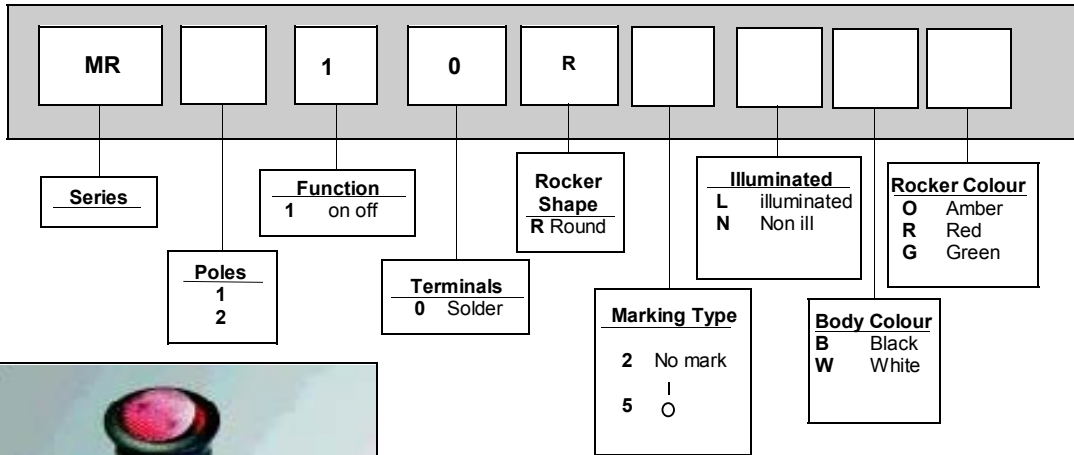 MR 1 0 R
Series
Function
1 on off
Rocker
Shape
R Round
Illuminated
L illuminated
N Non ill
Rocker Colour
O Amber
R Red
G Green
Poles
1
2
Terminals
0 Solder
Marking Type
2 No mark
5 | O
Body Colour
B Black
W White